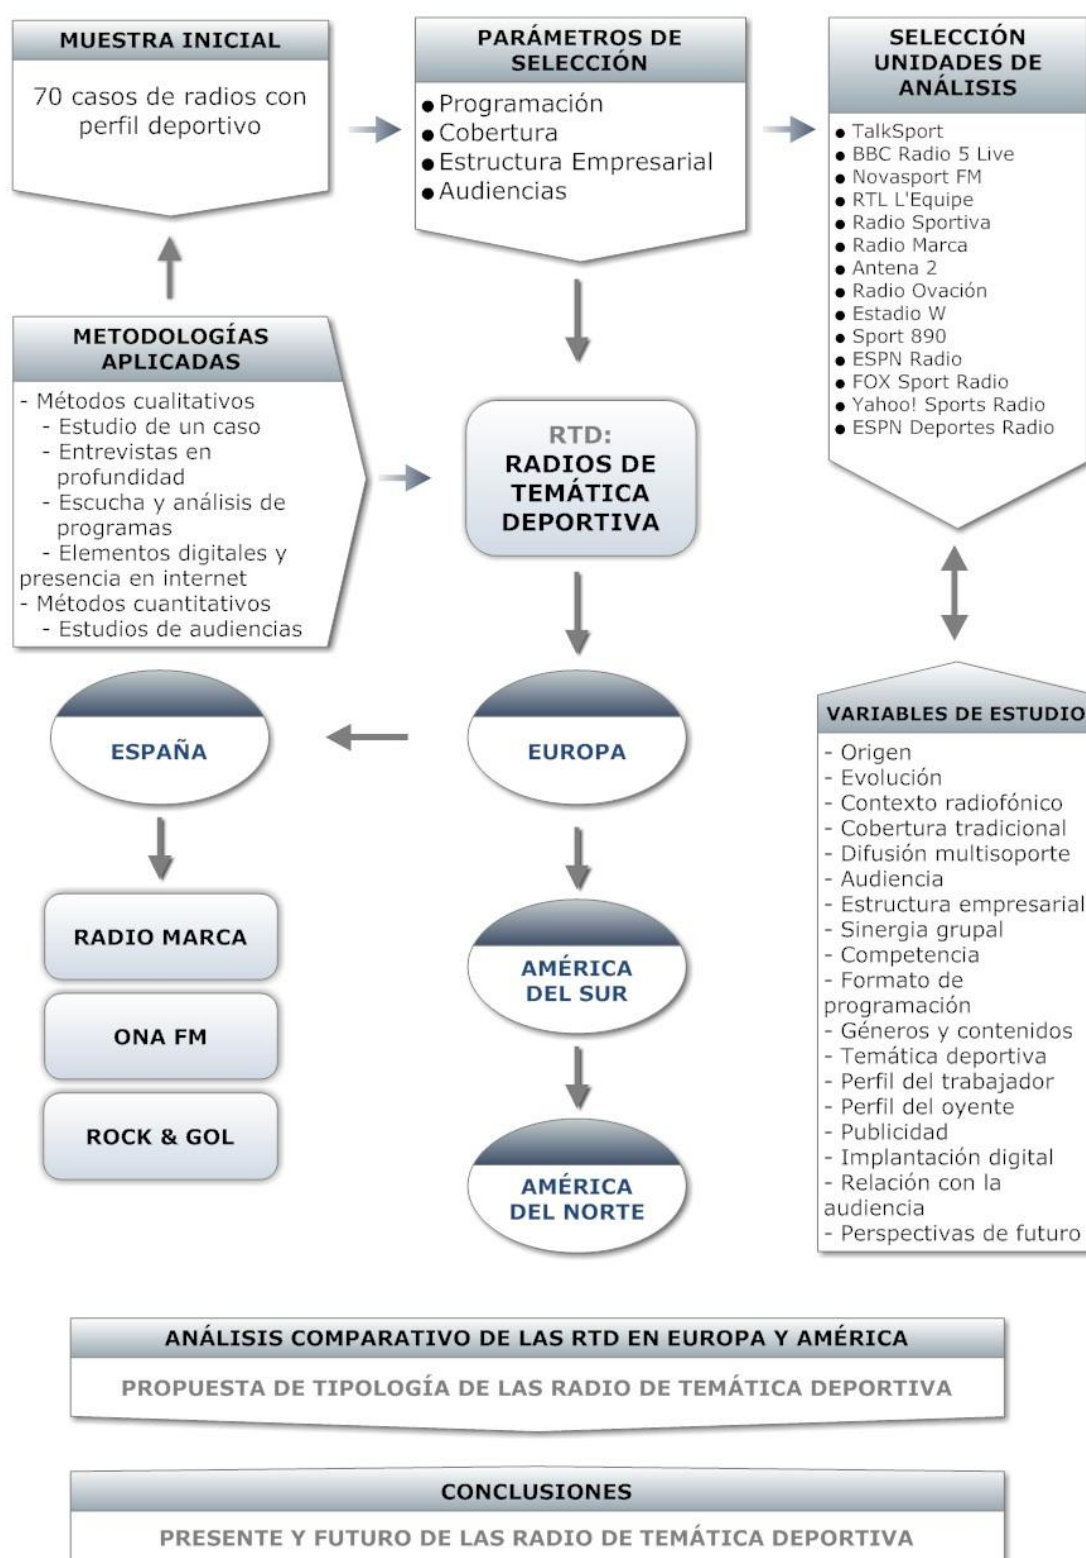 MUESTRA INICIAL
70 casos de radios con
perfil deportivo
PARÁMETROS DE
SELECCIÓN
● Programación
● Cobertura
● Estructura Empresarial
● Audiencias
SELECCIÓN
UNIDADES DE
ANÁLISIS
● TalkSport
● BBC Radio 5 Live
● Novasport FM
● RTL L'Equipe
● Radio Sportiva
● Radio Marca
● Antena 2
● Radio Ovación
● Estadio W
● Sport 890
● ESPN Radio
● FOX Sport Radio
● Yahoo! Sports Radio
● ESPN Deportes Radio
METODOLOGÍAS
APLICADAS
- Métodos cualitativos
- Estudio de un caso
- Entrevistas en
profundidad
- Escucha y análisis de
programas
- Elementos digitales y
presencia en internet
- Métodos cuantitativos
- Estudios de audiencias
RTD:
RADIOS DE
TEMÁTICA
DEPORTIVA
ESPAÑA
EUROPA
RADIO MARCA
ONA FM
ROCK & GOL
AMÉRICA
DEL SUR
AMÉRICA
DEL NORTE
VARIABLES DE ESTUDIO
- Origen
- Evolución
- Contexto radiofónico
- Cobertura tradicional
- Difusión multisoporte
- Audiencia
- Estructura empresarial
- Sinergia grupal
- Competencia
- Formato de
programación
- Géneros y contenidos
- Temática deportiva
- Perfil del trabajador
- Perfil del oyente
- Publicidad
- Implantación digital
- Relación con la
audiencia
- Perspectivas de futuro
ANÁLISIS COMPARATIVO DE LAS RTD EN EUROPA Y AMÉRICA
PROPUESTA DE TIPOLOGÍA DE LAS RADIO DE TEMÁTICA DEPORTIVA
CONCLUSIONES
PRESENTE Y FUTURO DE LAS RADIO DE TEMÁTICA DEPORTIVA